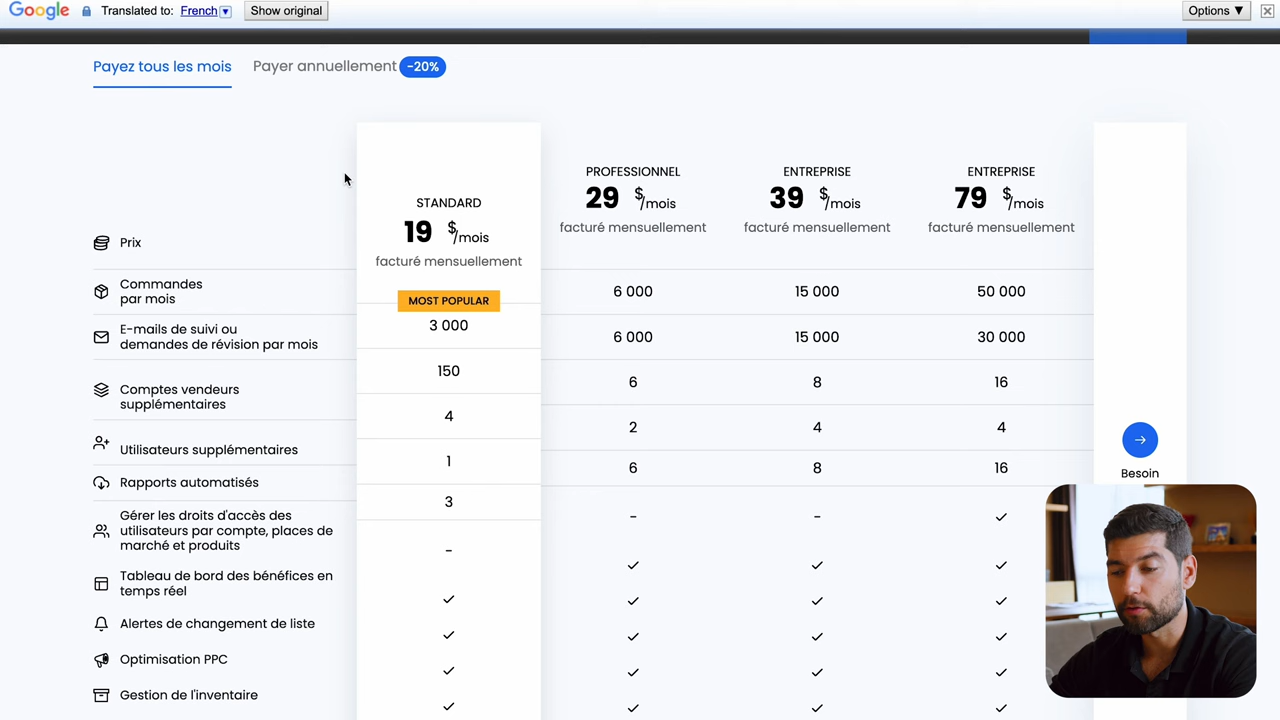 Google Translated to: French ▼ Show original Options ▼
Payez tous les mois Payer annuellement -20%
STANDARD
19 $/mois
facturé mensuellement
MOST POPULAR
PROFESSIONNEL
29 $/mois
facturé mensuellement
ENTREPRISE
39 $/mois
facturé mensuellement
ENTREPRISE
79 $/mois
facturé mensuellement
Prix
Commandes
par mois
3 000 6 000 15 000 50 000
E-mails de suivi ou
demandes de révision par mois
150 6 000 15 000 30 000
Comptes vendeurs
supplémentaires
4 6 8 16
Utilisateurs supplémentaires
1 2 4 4
Rapports automatisés
3 6 8 16
Gérer les droits d'accès des
utilisateurs par compte, places de
marché et produits
- - - ✓
Tableau de bord des bénéfices en
temps réel
✓ ✓ ✓ ✓
Alertes de changement de liste
✓ ✓ ✓ ✓
Optimisation PPC
✓ ✓ ✓ ✓
Gestion de l'inventaire
✓ ✓ ✓ ✓
Besoin